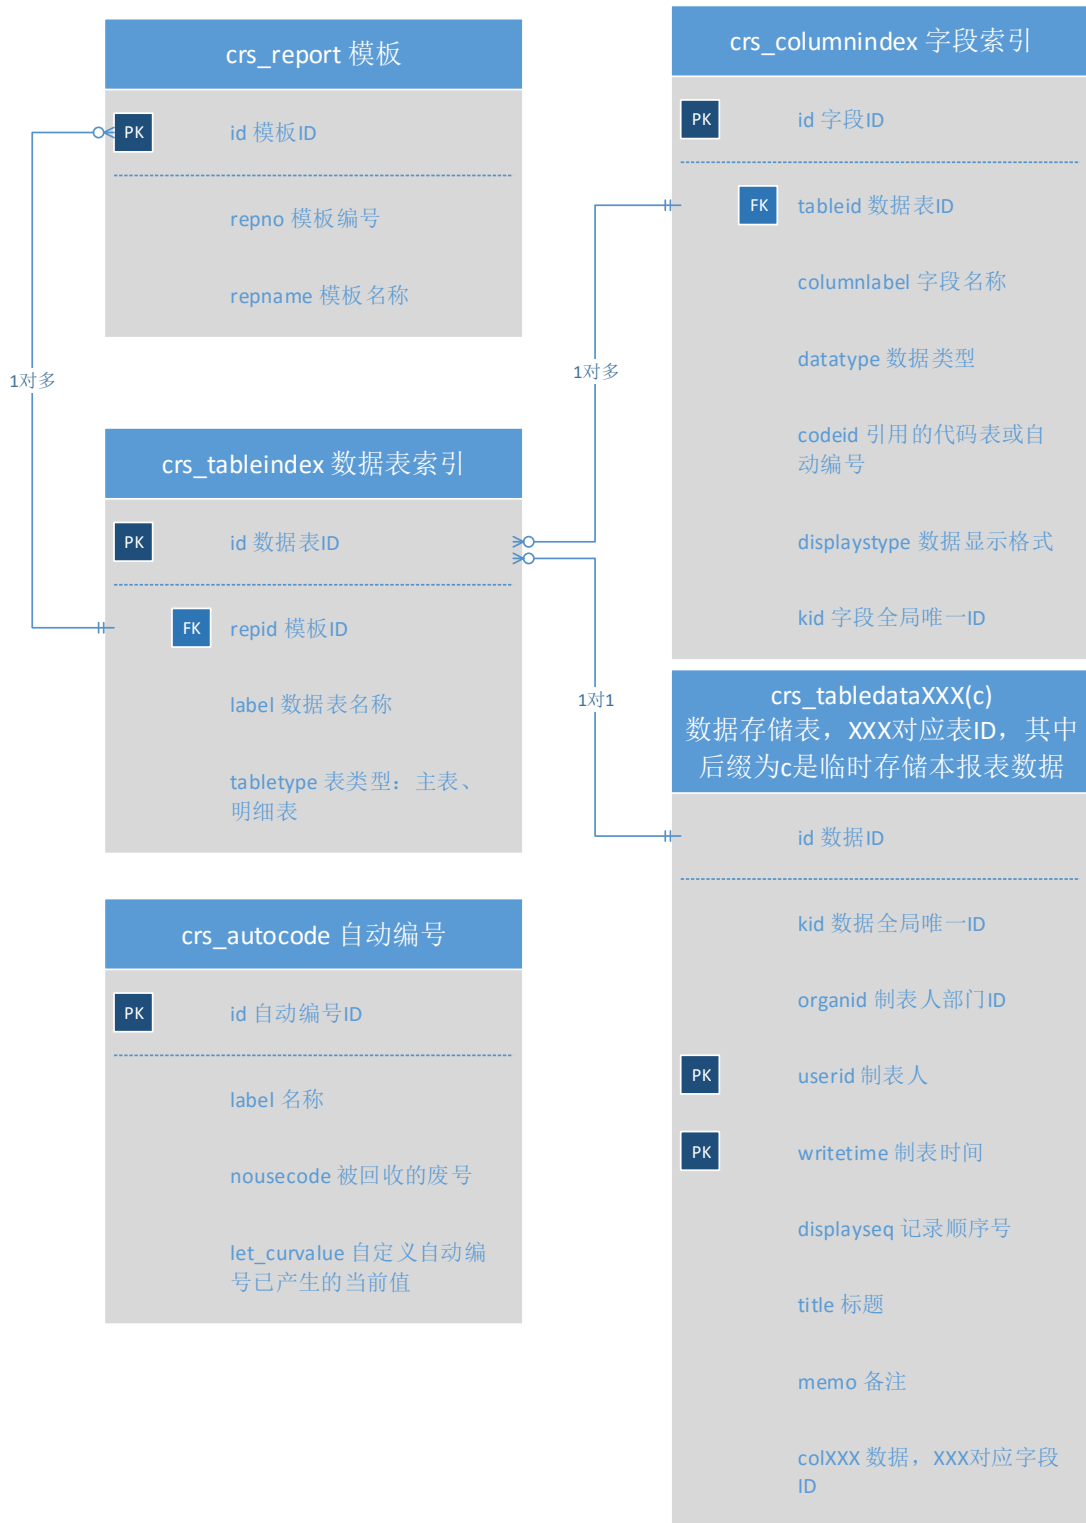 crs_report 模板
PK
id 模板ID
repno 模板编号
repname 模板名称
1对多
crs_tableindex 数据表索引
PK
id 数据表ID
FK
repid 模板ID
label 数据表名称
tabletype 表类型：主表、
明细表
crs_autocode 自动编号
PK
id 自动编号ID
label 名称
nousecode 被回收的废号
let_curvalue 自定义自动编
号已产生的当前值
1对多
1对1
crs_columnindex 字段索引
PK
id 字段ID
FK
tableid 数据表ID
columnlabel 字段名称
datatype 数据类型
codeid 引用的代码表或自
动编号
displaystype 数据显示格式
kid 字段全局唯一ID
crs_tabledataXXX(c)
数据存储表，XXX对应表ID，其中
后缀为c是临时存储本报表数据
id 数据ID
kid 数据全局唯一ID
organid 制表人部门ID
PK
userid 制表人
PK
writetime 制表时间
displayseq 记录顺序号
title 标题
memo 备注
colXXX 数据，XXX对应字段
ID